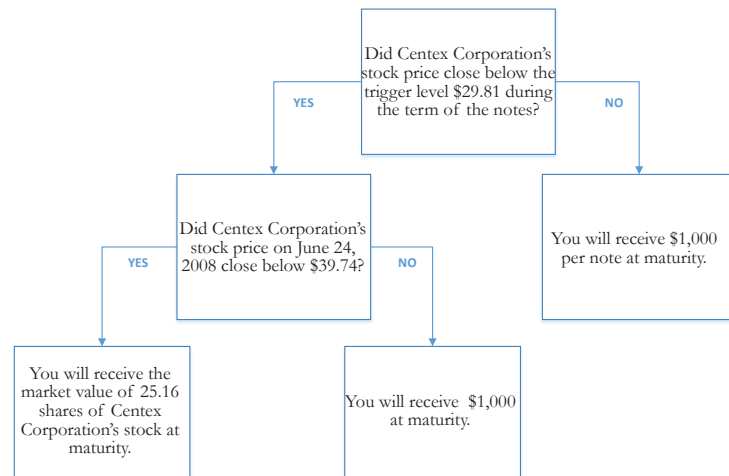 Did Centex Corporation's
stock price close below the
trigger level $29.81 during
the term of the notes?
YES
NO
Did Centex Corporation's
stock price on June 24,
2008 close below $39.74?
You will receive $1,000
per note at maturity.
YES
NO
You will receive the
market value of 25.16
shares of Centex
Corporation's stock at
maturity.
You will receive $1,000
at maturity.